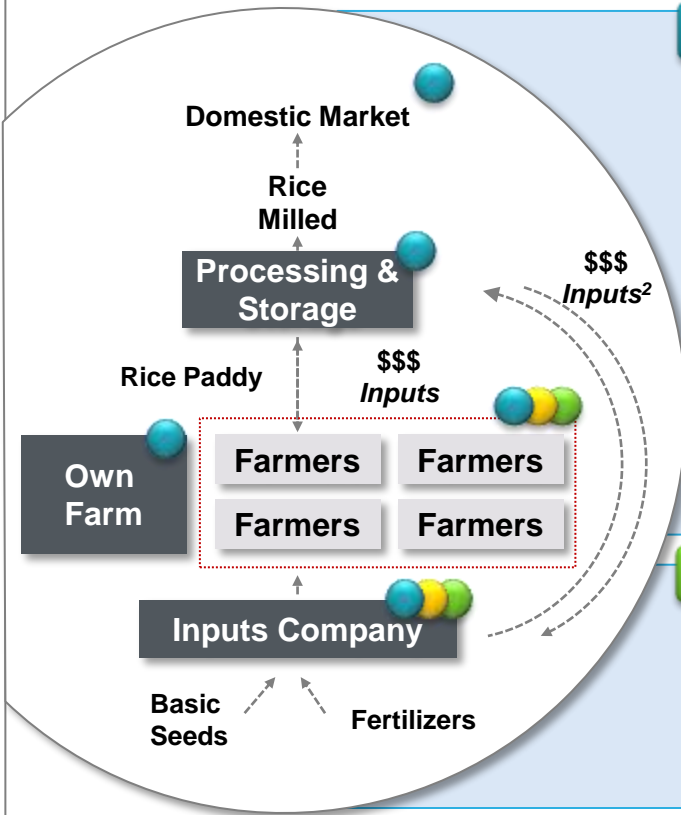 Domestic Market
Rice
Milled
Processing &
Storage
$$$
Inputs²
Rice Paddy
$$$
Inputs
Own
Farm
Farmers
Farmers
Farmers
Farmers
Inputs Company
Basic
Seeds
Fertilizers